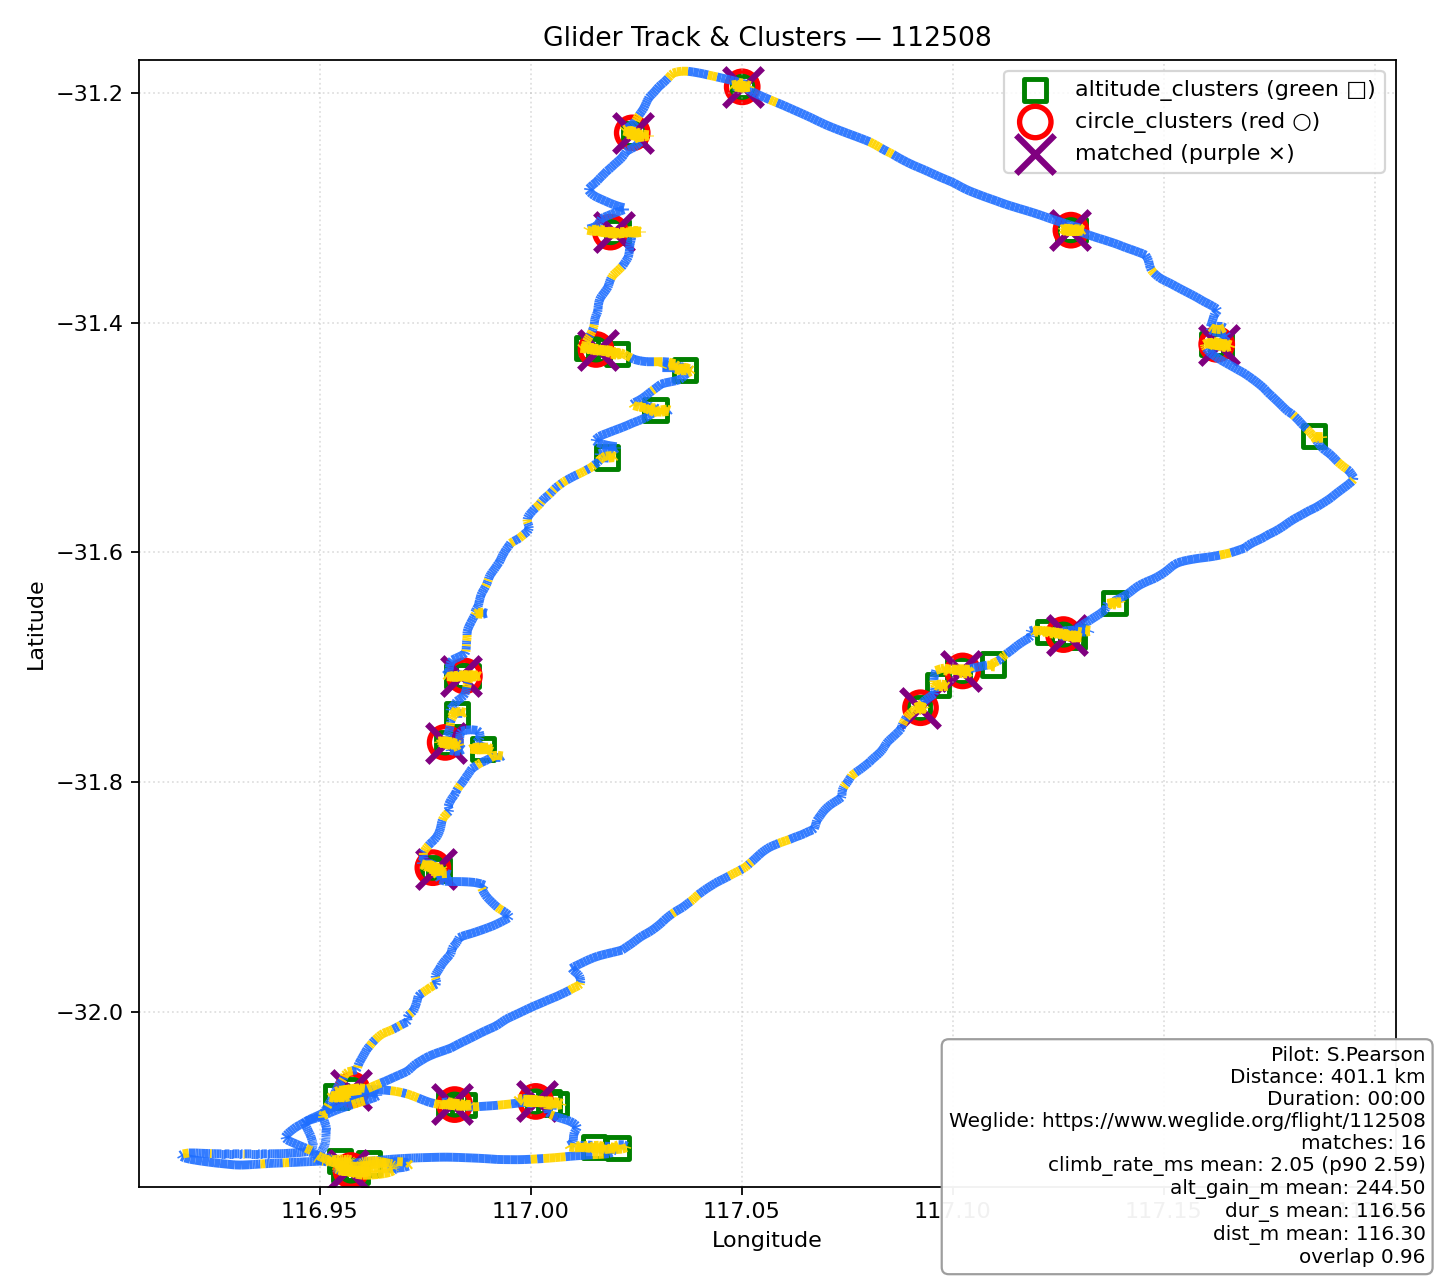 Glider Track & Clusters — 112508
altitude_clusters (green □)
circle_clusters (red ○)
matched (purple ×)
−31.2
−31.4
−31.6
−31.8
−32.0
Latitude
116.95
117.00
117.05
117.10
117.15
Longitude
Pilot: S.Pearson
Distance: 401.1 km
Duration: 00:00
Weglide: https://www.weglide.org/flight/112508
matches: 16
climb_rate_ms mean: 2.05 (p90 2.59)
alt_gain_m mean: 244.50
dur_s mean: 116.56
dist_m mean: 116.30
overlap 0.96